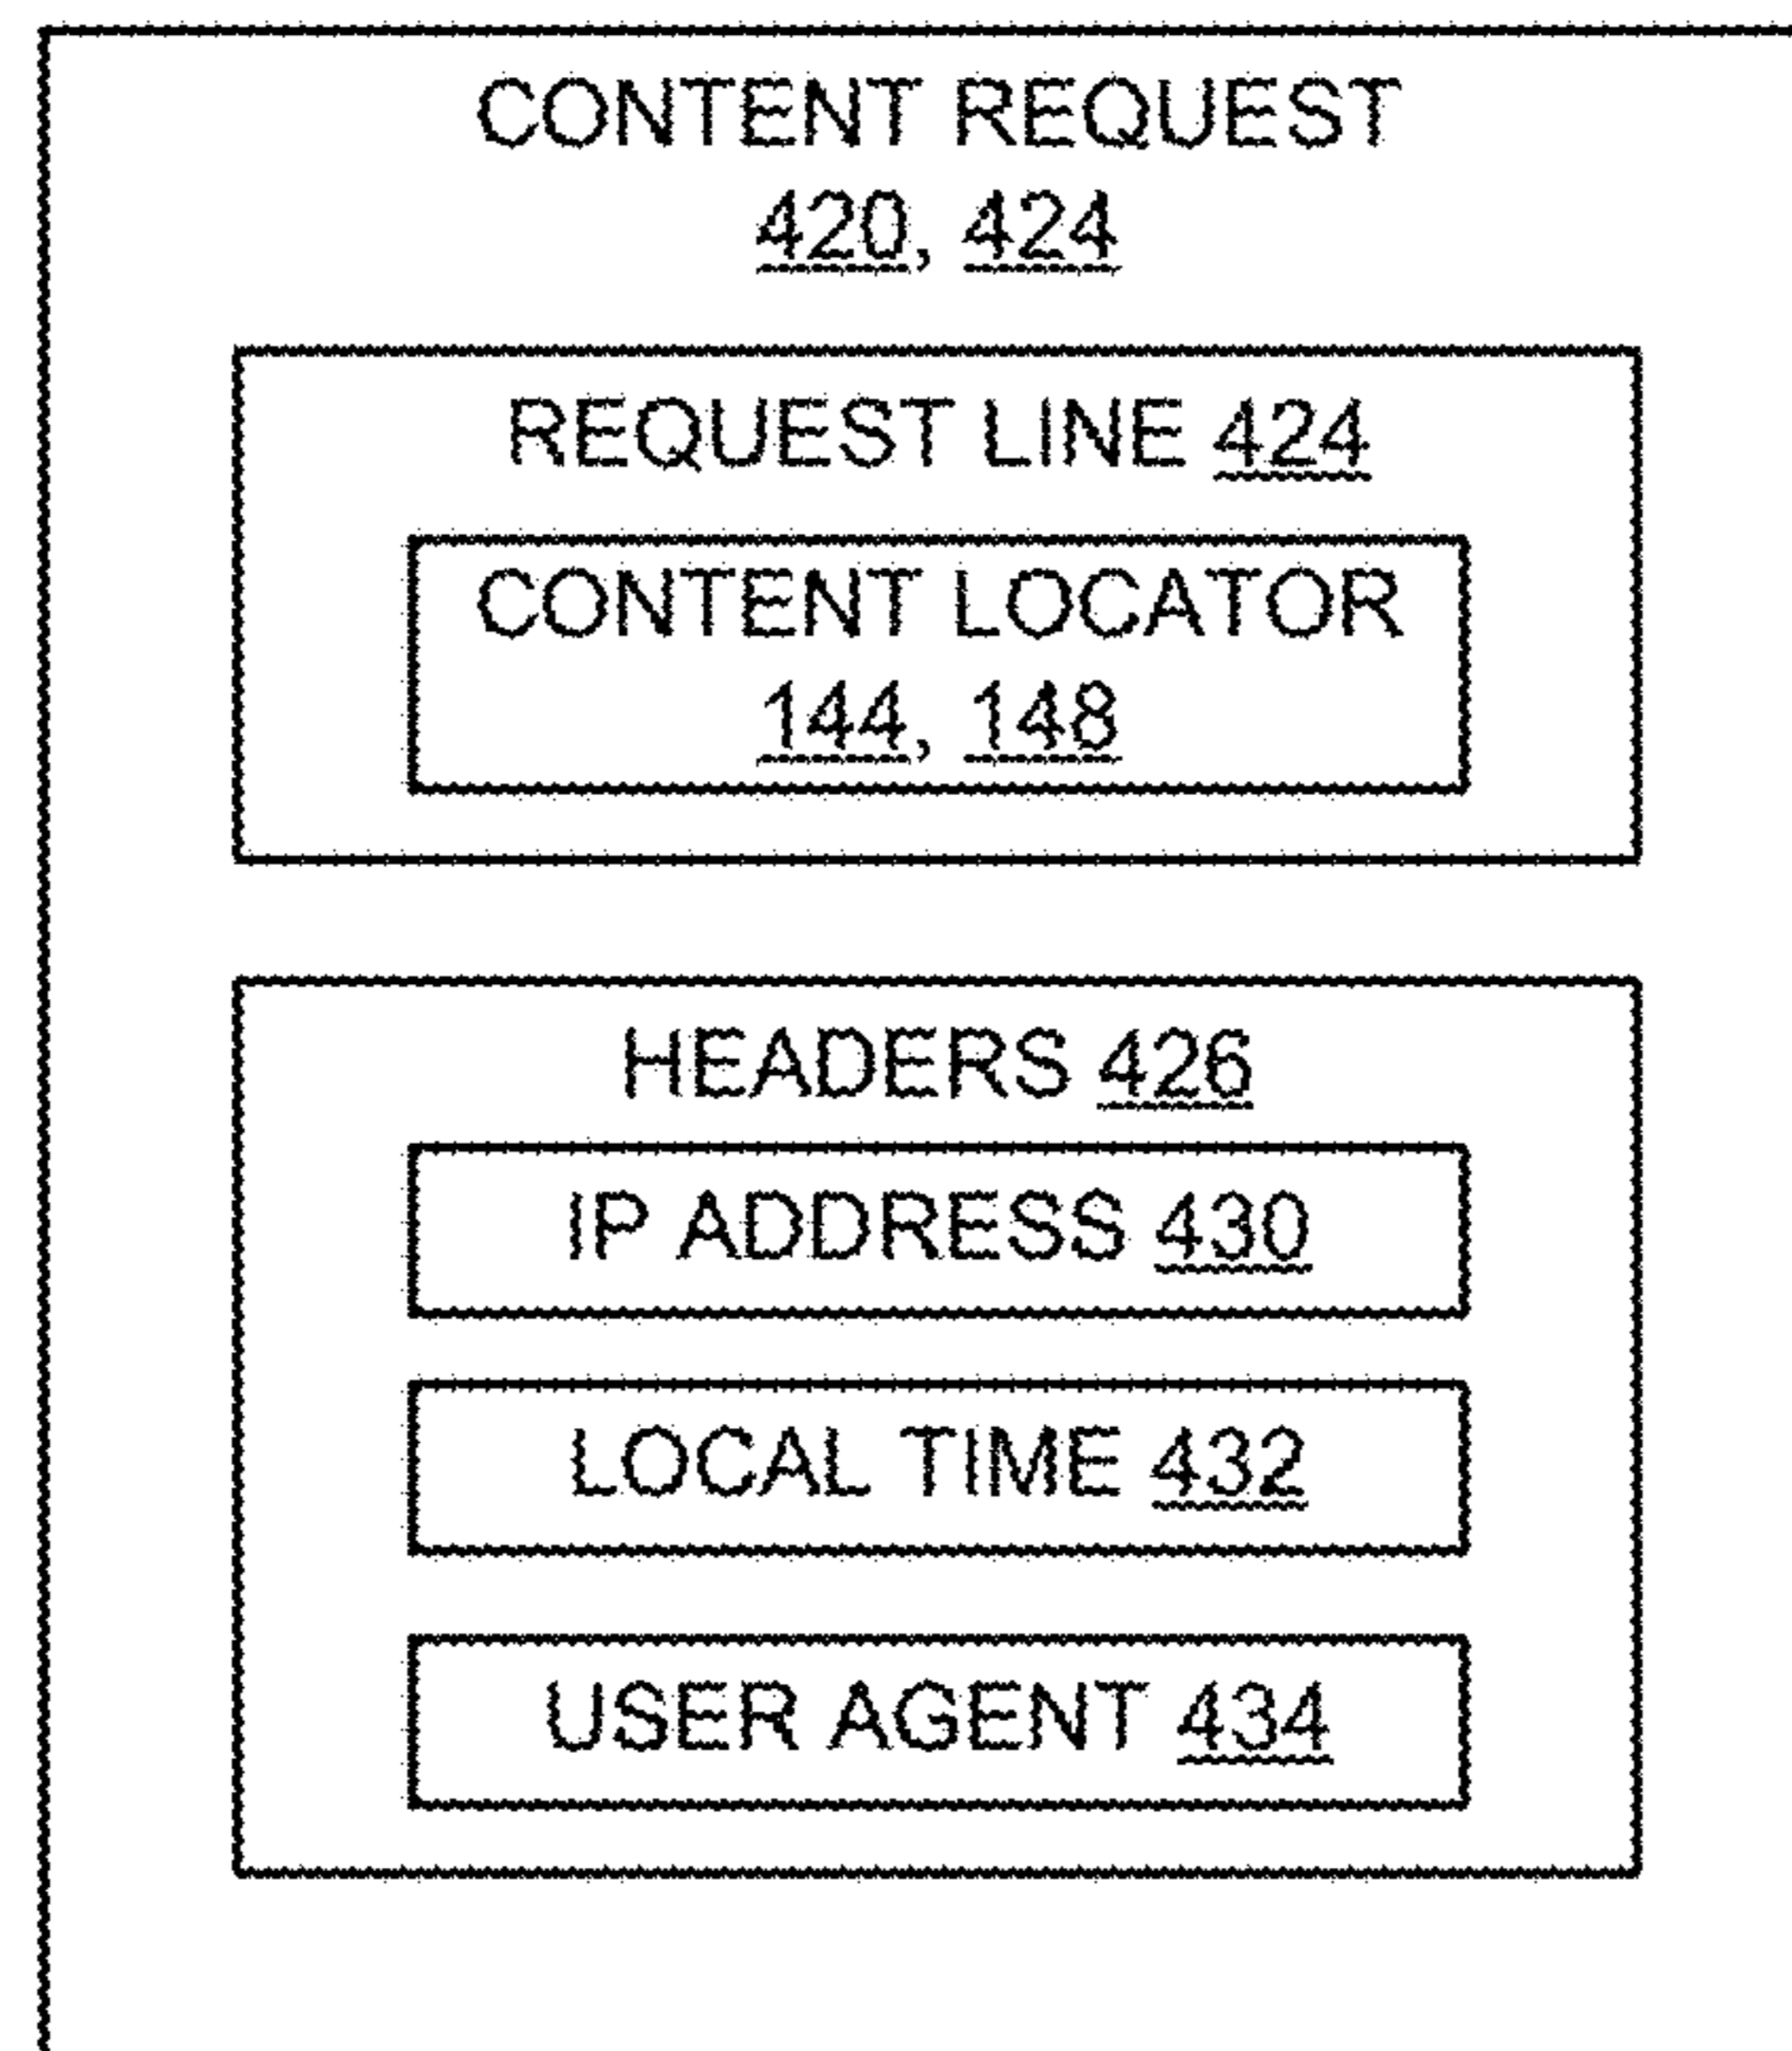 CONTENT REQUEST
420, 424
REQUEST LINE 424
CONTENT LOCATOR
144, 148
HEADERS 426
IP ADDRESS 430
LOCAL TIME 432
USER AGENT 434